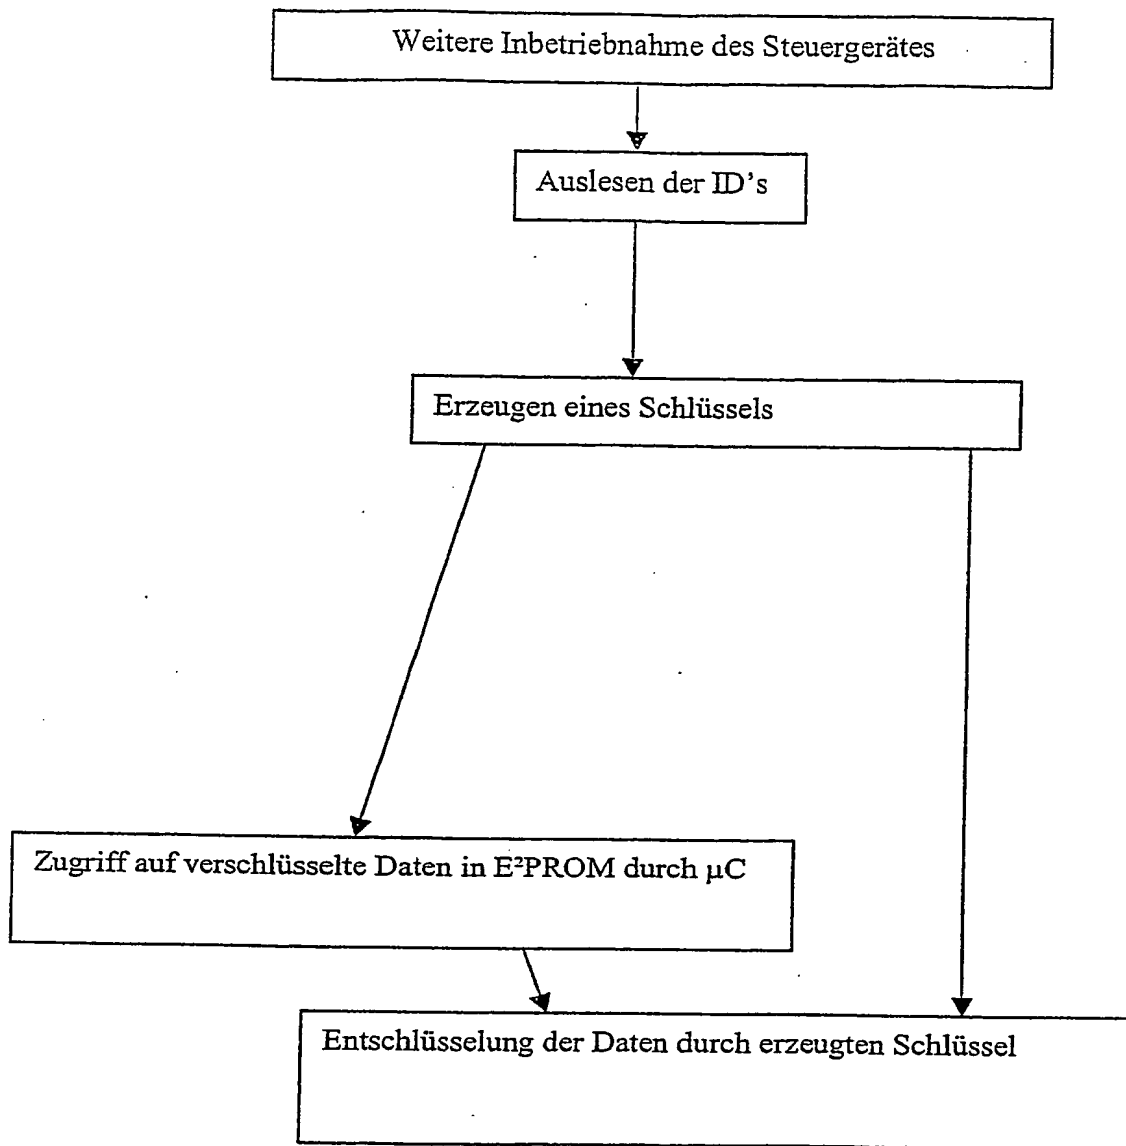 Weitere Inbetriebnahme des Steuergerätes
Auslesen der ID's
Erzeugen eines Schlüssels
Zugriff auf verschlüsselte Daten in E²PROM durch µC
Entschlüsselung der Daten durch erzeugten Schlüssel